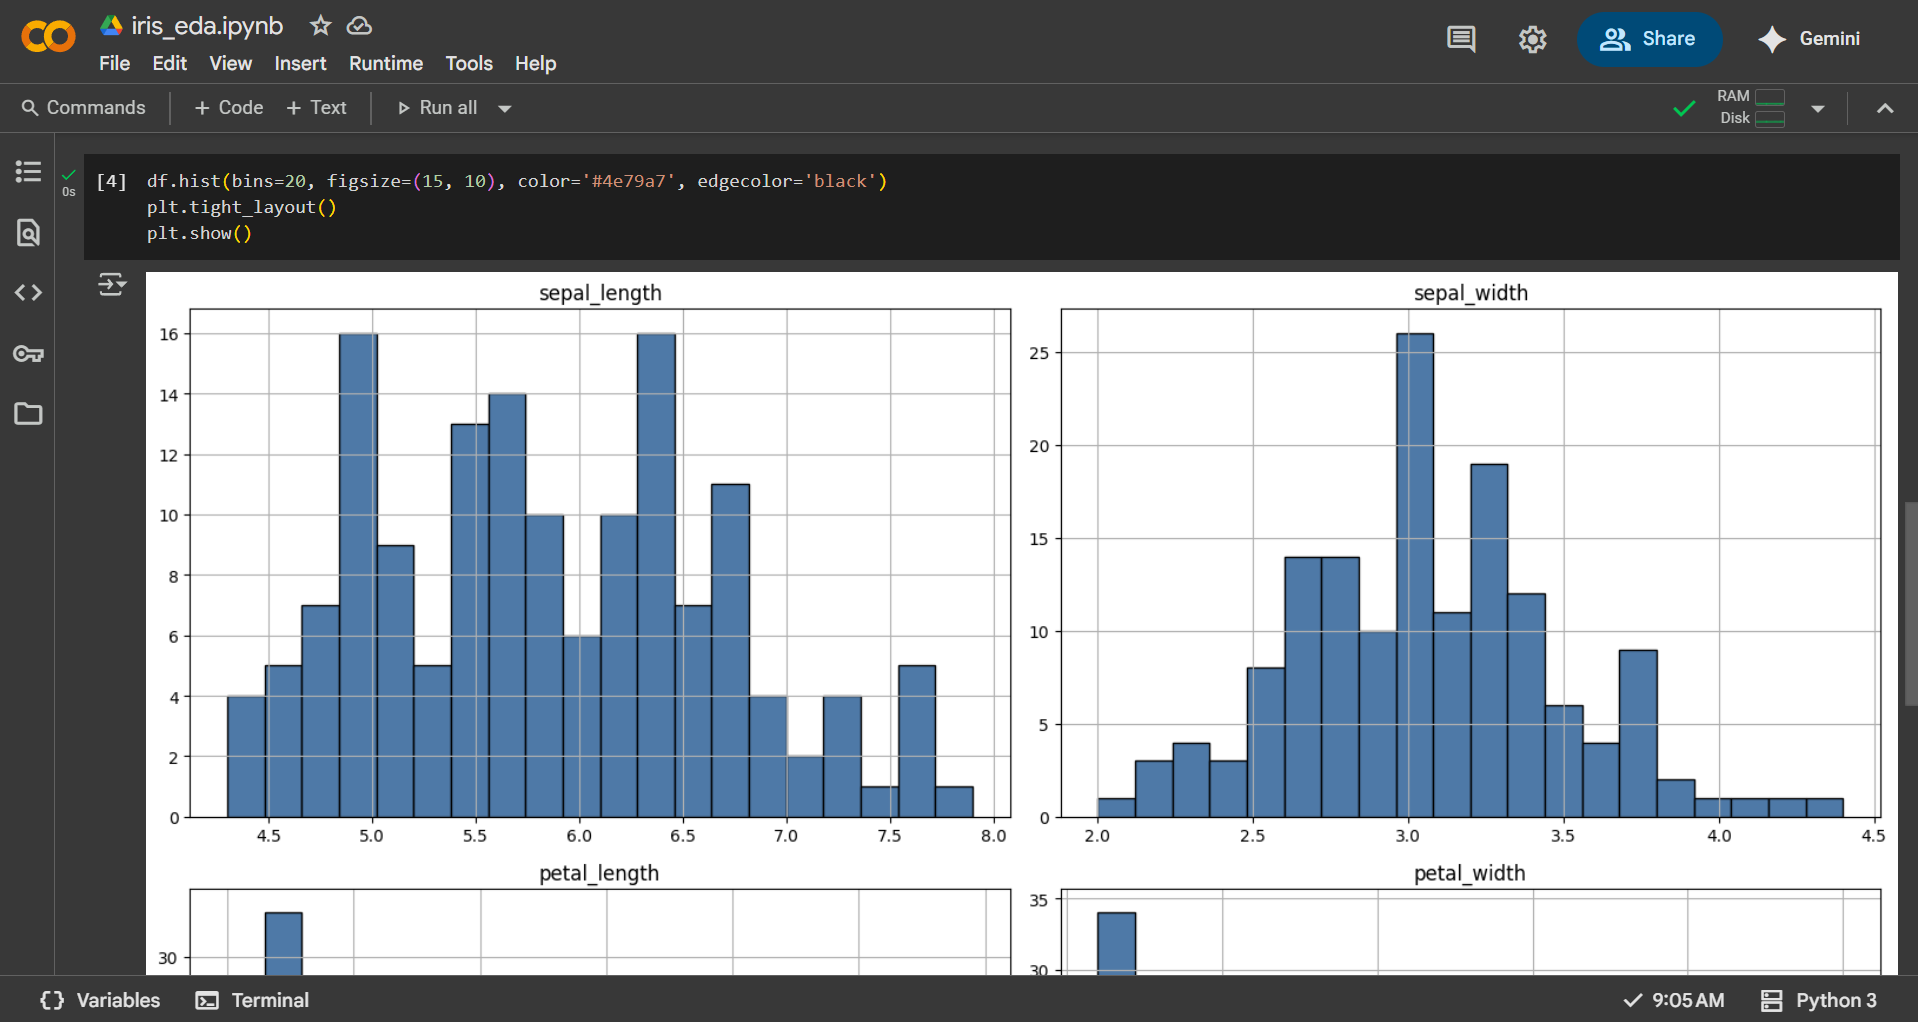 iris_eda.ipynb
File Edit View Insert Runtime Tools Help
Share
Gemini
Commands + Code + Text Run all
RAM
Disk
0s
[4] df.hist(bins=20, figsize=(15, 10), color='#4e79a7', edgecolor='black')
plt.tight_layout()
plt.show()
sepal_length
16
14
12
10
8
6
4
2
0
4.5 5.0 5.5 6.0 6.5 7.0 7.5 8.0
sepal_width
25
20
15
10
5
0
2.0 2.5 3.0 3.5 4.0 4.5
petal_length
30
petal_width
35
30
Variables Terminal
9:05 AM Python 3